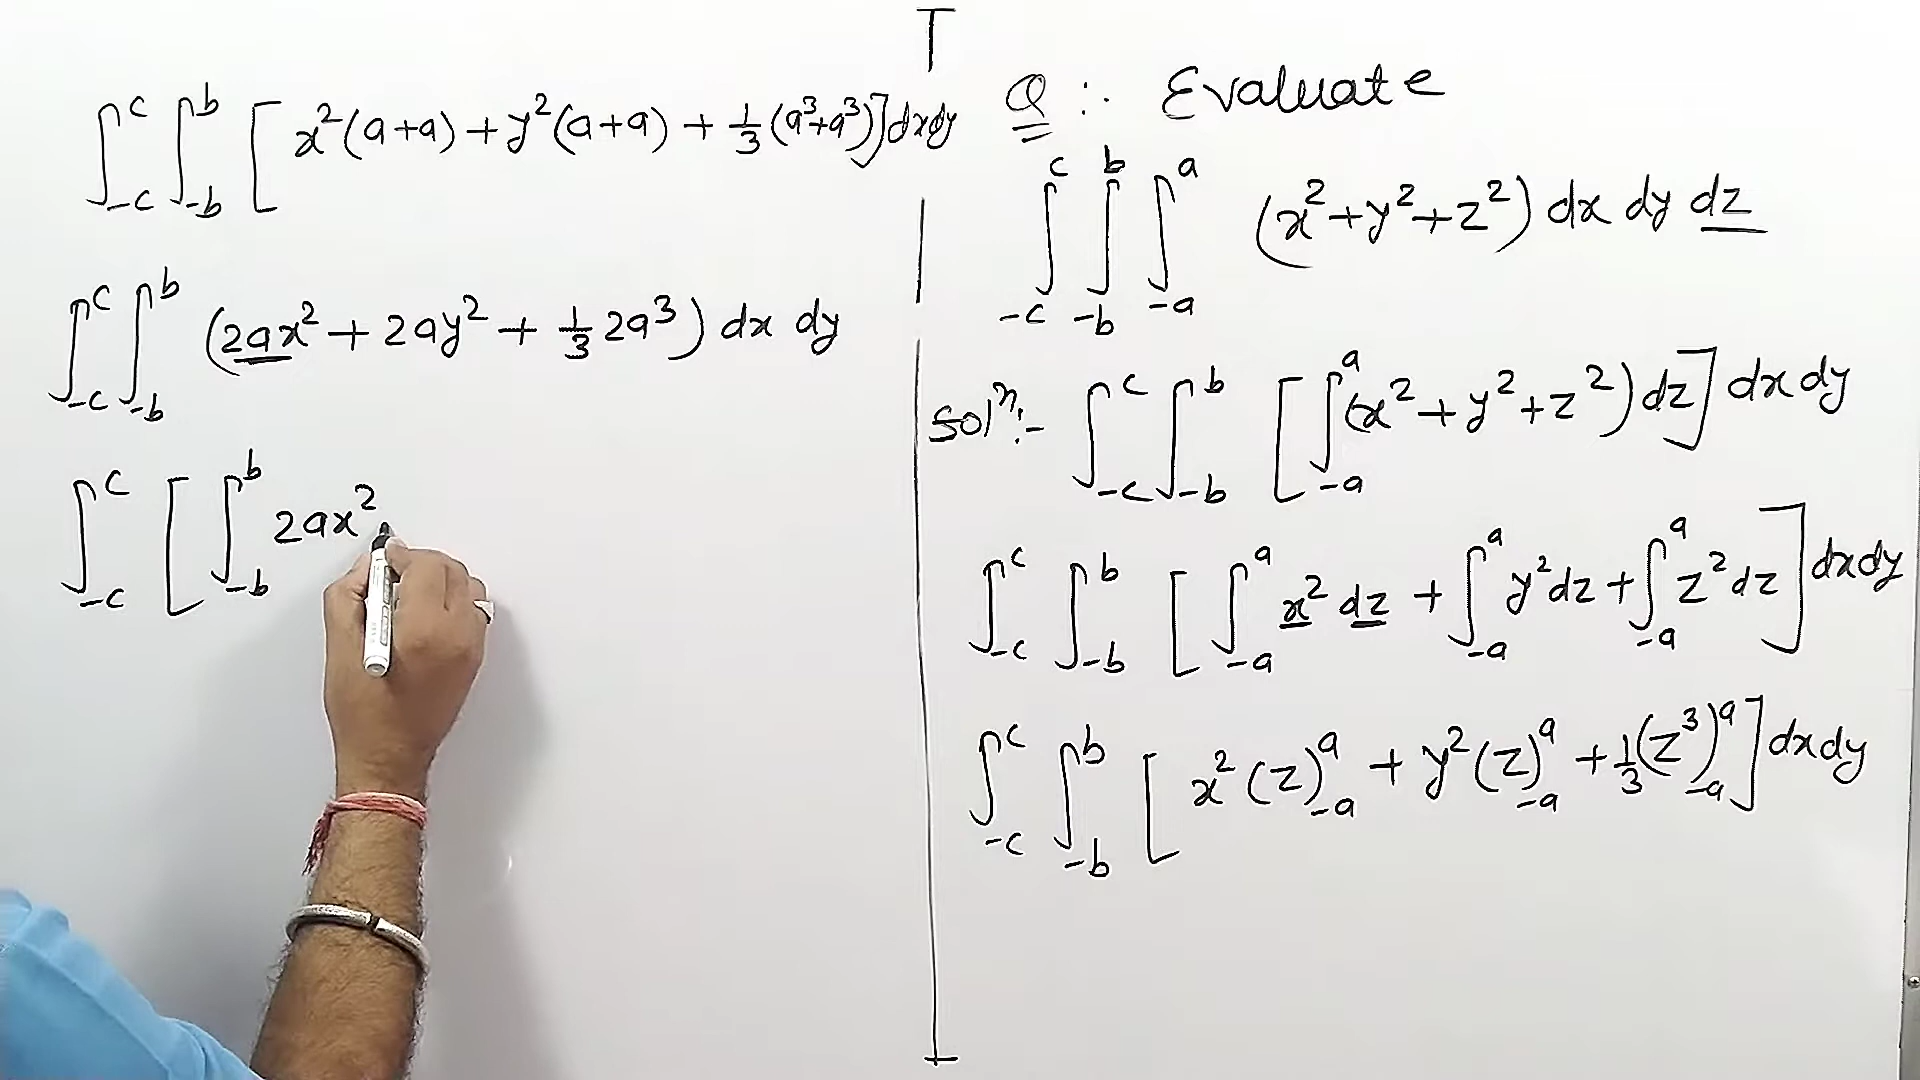 Q :. Evaluate
∫_{-c}^{c} ∫_{-b}^{b} ∫_{-a}^{a} (x²+y²+z²) dx dy dz
Solⁿ:- ∫_{-c}^{c} ∫_{-b}^{b} [∫_{-a}^{a} (x²+y²+z²) dz] dx dy
∫_{-c}^{c} ∫_{-b}^{b} [∫_{-a}^{a} x² dz + ∫_{-a}^{a} y² dz + ∫_{-a}^{a} z² dz] dx dy
∫_{-c}^{c} ∫_{-b}^{b} [x² (z)_{-a}^{a} + y² (z)_{-a}^{a} + 1/3 (z³)_{-a}^{a}] dx dy
∫_{-c}^{c} ∫_{-b}^{b} [x²(a+a) + y²(a+a) + 1/3 (a³+a³)] dx dy
∫_{-c}^{c} ∫_{-b}^{b} (2ax² + 2ay² + 1/3 2a³) dx dy
∫_{-c}^{c} [∫_{-b}^{b} 2ax²